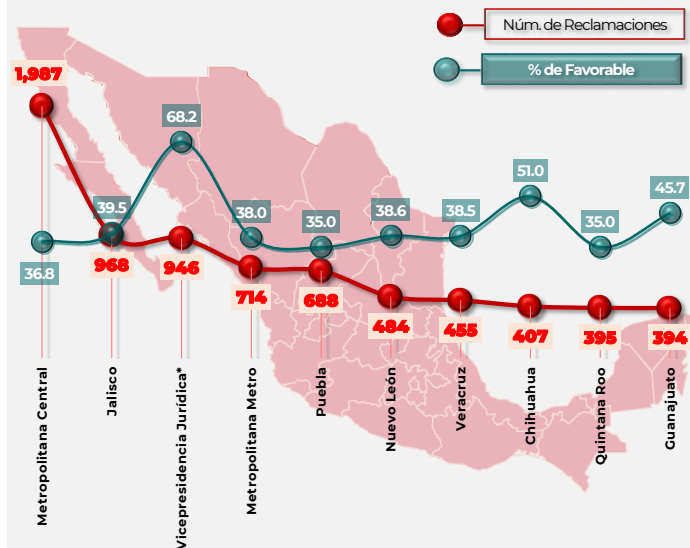 Núm. de Reclamaciones
% de Favorable
1,987
68.2
51.0
45.7
39.5
38.0
35.0
38.6
38.5
35.0
36.8
968
946
714
688
484
455
407
395
394
Metropolitana Central
Jalisco
Vicepresidencia Jurídica*
Metropolitana Metro
Puebla
Nuevo León
Veracruz
Chihuahua
Quintana Roo
Guanajuato